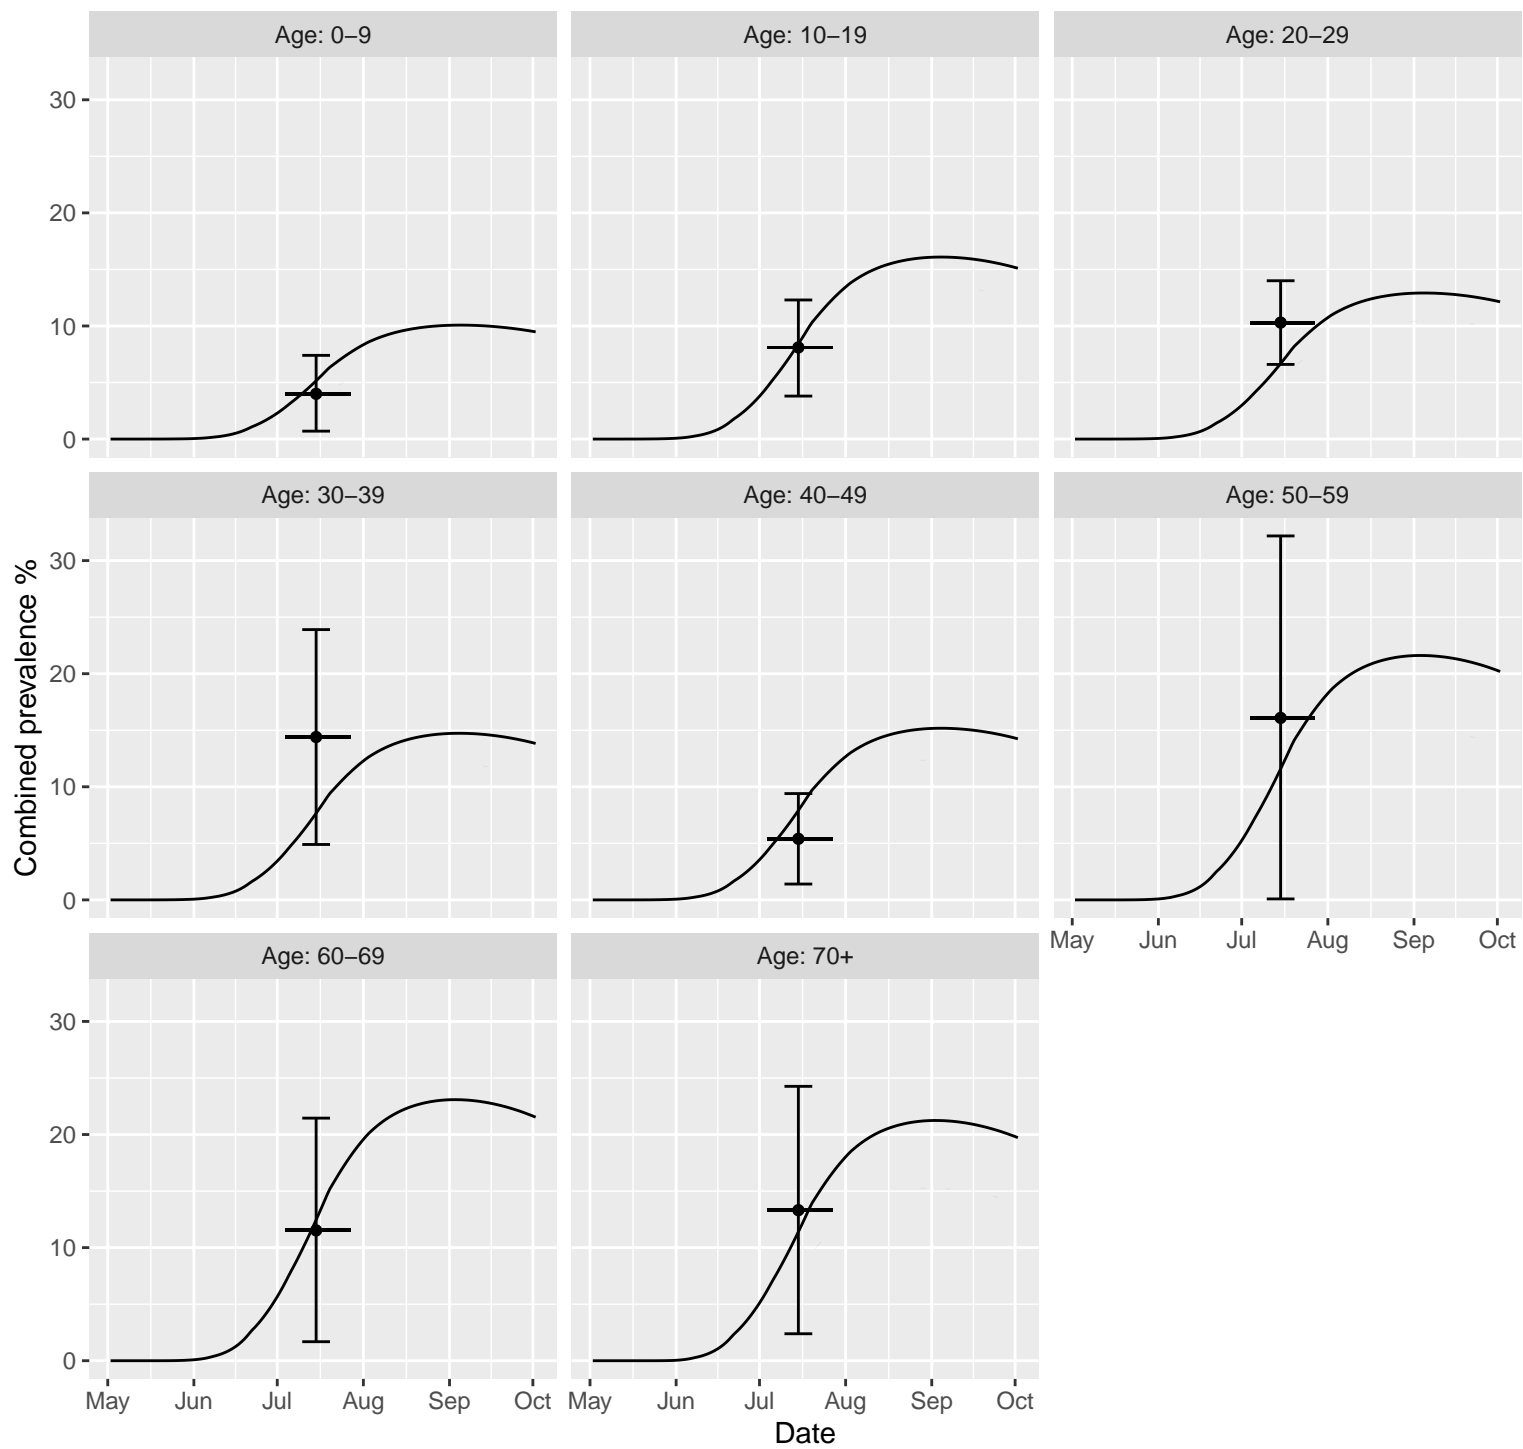 Age: 0–9
Age: 10–19
Age: 20–29
30
20
10
0
Age: 30–39
Age: 40–49
Age: 50–59
30
20
10
0
May Jun Jul Aug Sep Oct
Age: 60–69
Age: 70+
30
20
10
0
May Jun Jul Aug Sep Oct
May Jun Jul Aug Sep Oct
Date
Combined prevalence %